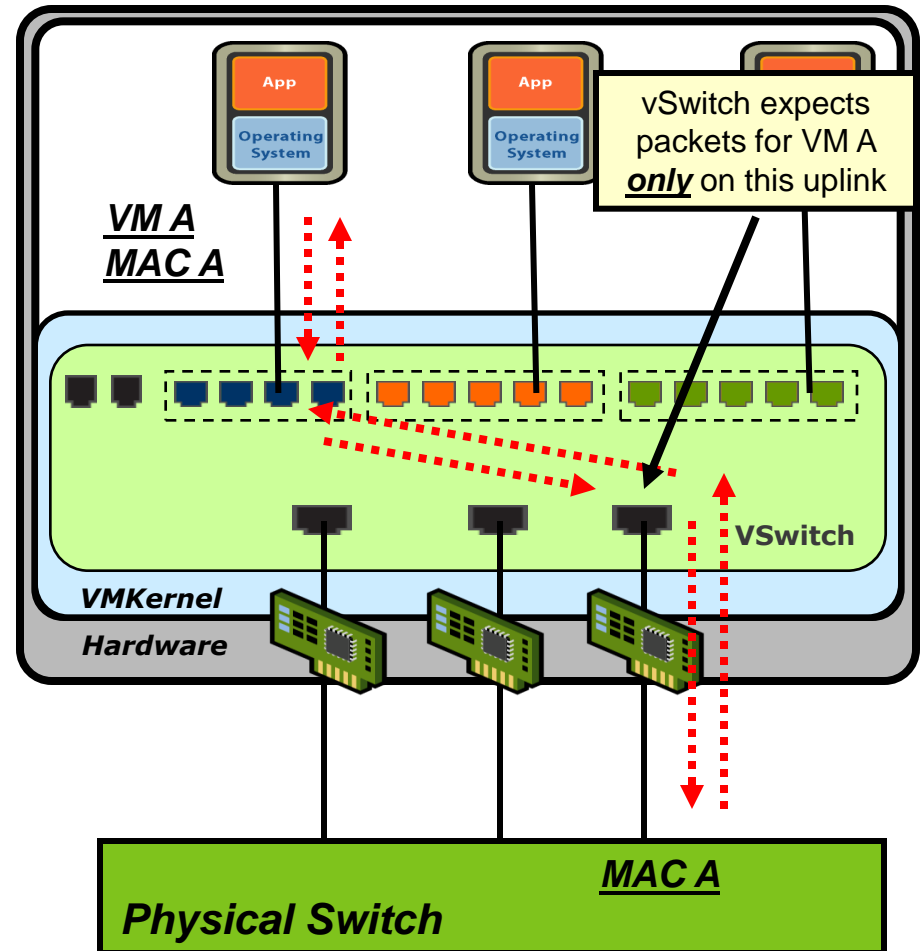 App
App
Operating
System
Operating
System
vSwitch expects
packets for VM A
only on this uplink
VM A
MAC A
VSwitch
VMKernel
Hardware
MAC A
Physical Switch